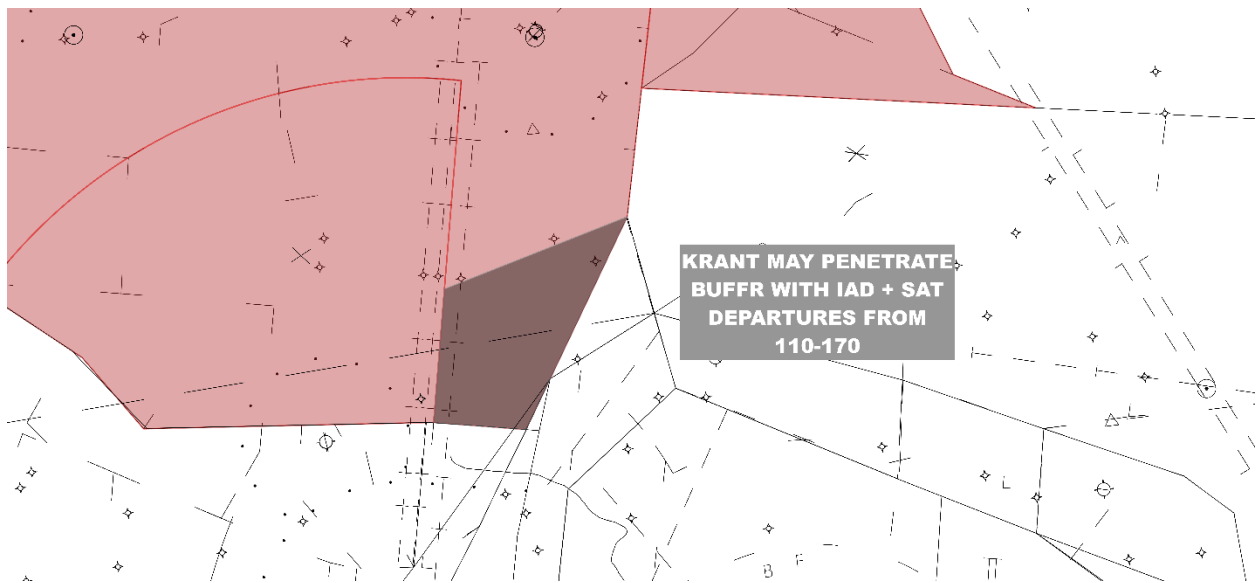 KRANT MAY PENETRATE
BUFFR WITH IAD + SAT
DEPARTURES FROM
110-170
L
B F